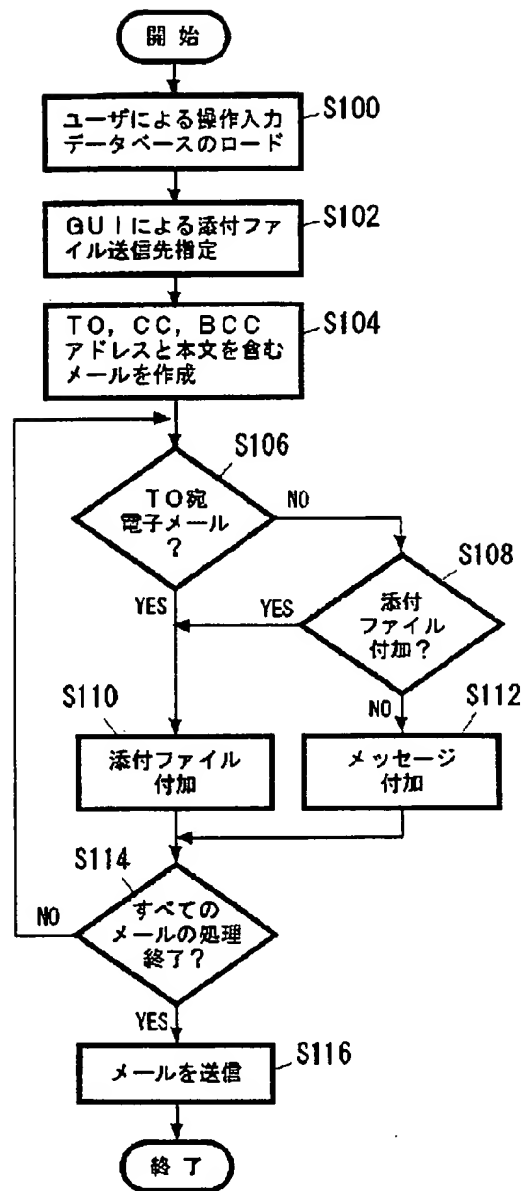 開始
S100
ユーザによる操作入力
データベースのロード
S102
GUIによる添付ファ
イル送信先指定
S104
TO, CC, BCC
アドレスと本文を含む
メールを作成
S106
TO宛
電子メール
?
NO
YES
S108
添付
ファイル
付加?
YES
NO
S110
添付ファイル
付加
S112
メッセージ
付加
S114
すべての
メールの処理
終了?
NO
YES
S116
メールを送信
終了